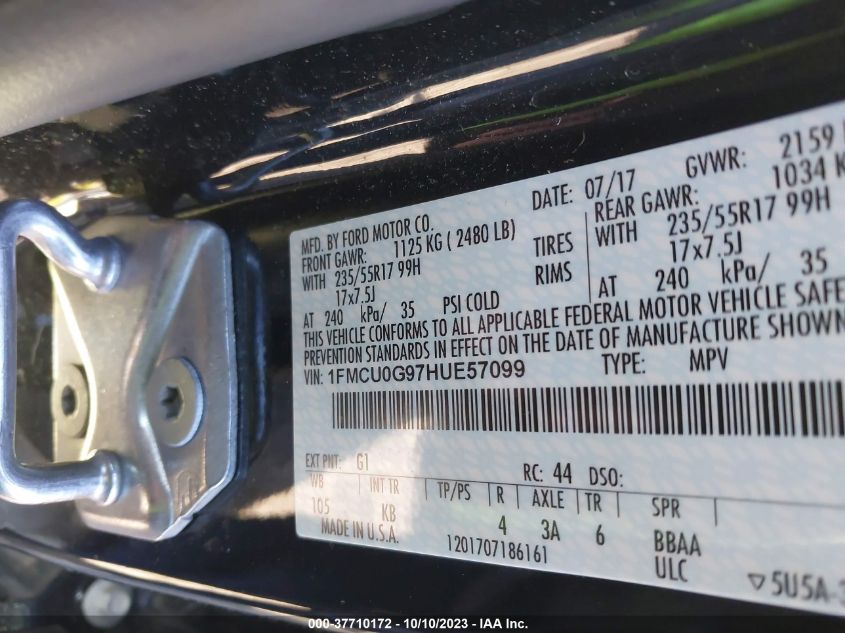 MFD. BY FORD MOTOR CO.
DATE: 07/17
GVWR: 2159
FRONT GAWR: 1125 KG ( 2480 LB)
REAR GAWR: 1034 K
WITH 235/55R17 99H TIRES
WITH 235/55R17 99H
17x7.5J RIMS
17x7.5J
AT 240 kPa/ 35 PSI COLD
AT 240 kPa/ 35
THIS VEHICLE CONFORMS TO ALL APPLICABLE FEDERAL MOTOR VEHICLE SAFE
PREVENTION STANDARDS IN EFFECT ON THE DATE OF MANUFACTURE SHOWN
VIN: 1FMCU0G97HUE57099 TYPE: MPV
EXT PNT: G1 RC: 44 DSO:
WB INT TR TP/PS R AXLE TR SPR
105 KB 4 3A 6 BBAA
MADE IN U.S.A. 1201707186161 ULC
▽5U5A-3
000-37710172 - 10/10/2023 - IAA Inc.